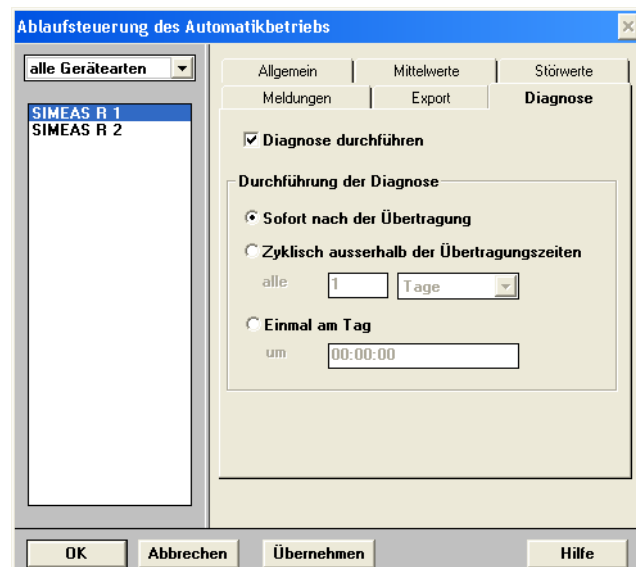 Ablaufsteuerung des Automatikbetriebs
alle Gerätearten
SIMEAS R 1
SIMEAS R 2
Allgemein
Mittelwerte
Störwerte
Meldungen
Export
Diagnose
Diagnose durchführen
Durchführung der Diagnose
Sofort nach der Übertragung
Zyklisch ausserhalb der Übertragungszeiten
alle 1 Tage
Einmal am Tag
um 00:00:00
OK
Abbrechen
Übernehmen
Hilfe